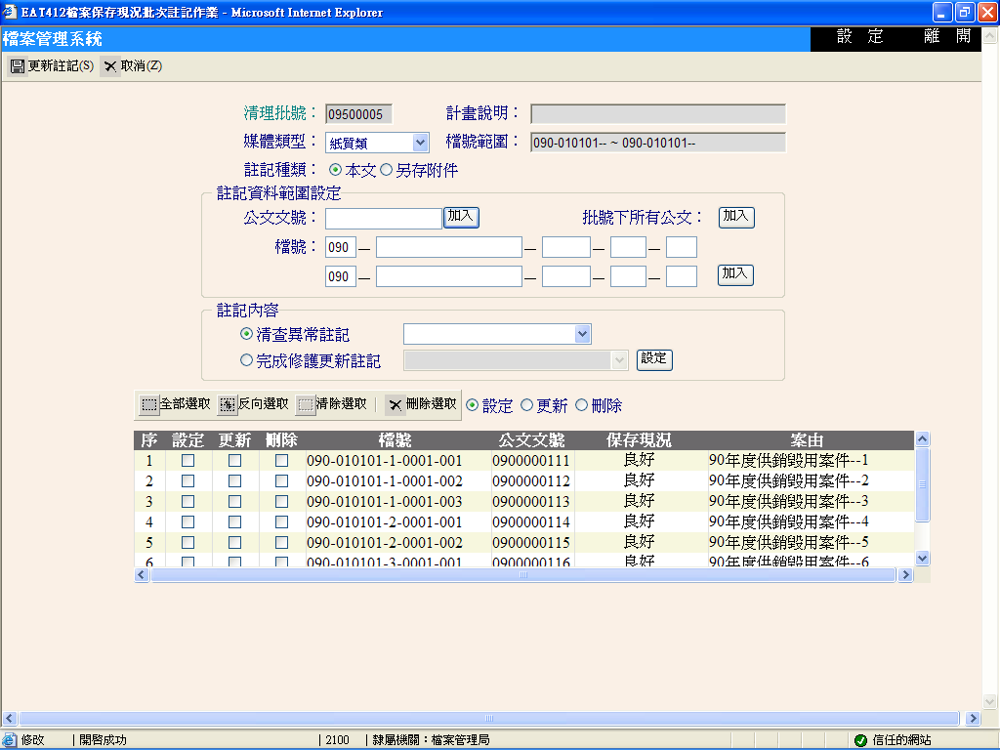 EAT412檔案保存現況批次註記作業 - Microsoft Internet Explorer
檔案管理系統 設 定 離 開
更新註記(S) 取消(Z)
清理批號： 09500005 計畫說明：
媒體類型： 紙質類 檔號範圍： 090-010101-- ~ 090-010101--
註記種類： 本文 另存附件
註記資料範圍設定
公文文號： 加入 批號下所有公文： 加入
檔號： 090 — — — —
090 — — — — 加入
註記內容
清查異常註記
完成修護更新註記 設定
全部選取 反向選取 清除選取 刪除選取 設定 更新 刪除
序 設定 更新 刪除 檔號 公文文號 保存現況 案由
1 090-010101-1-0001-001 0900000111 良好 90年度供銷毀用案件--1
2 090-010101-1-0001-002 0900000112 良好 90年度供銷毀用案件--2
3 090-010101-1-0001-003 0900000113 良好 90年度供銷毀用案件--3
4 090-010101-2-0001-001 0900000114 良好 90年度供銷毀用案件--4
5 090-010101-2-0001-002 0900000115 良好 90年度供銷毀用案件--5
6 090-010101-3-0001-001 0900000116 良好 90年度供銷毀用案件--6
修改 開啓成功 2100 隸屬機關：檔案管理局 信任的網站